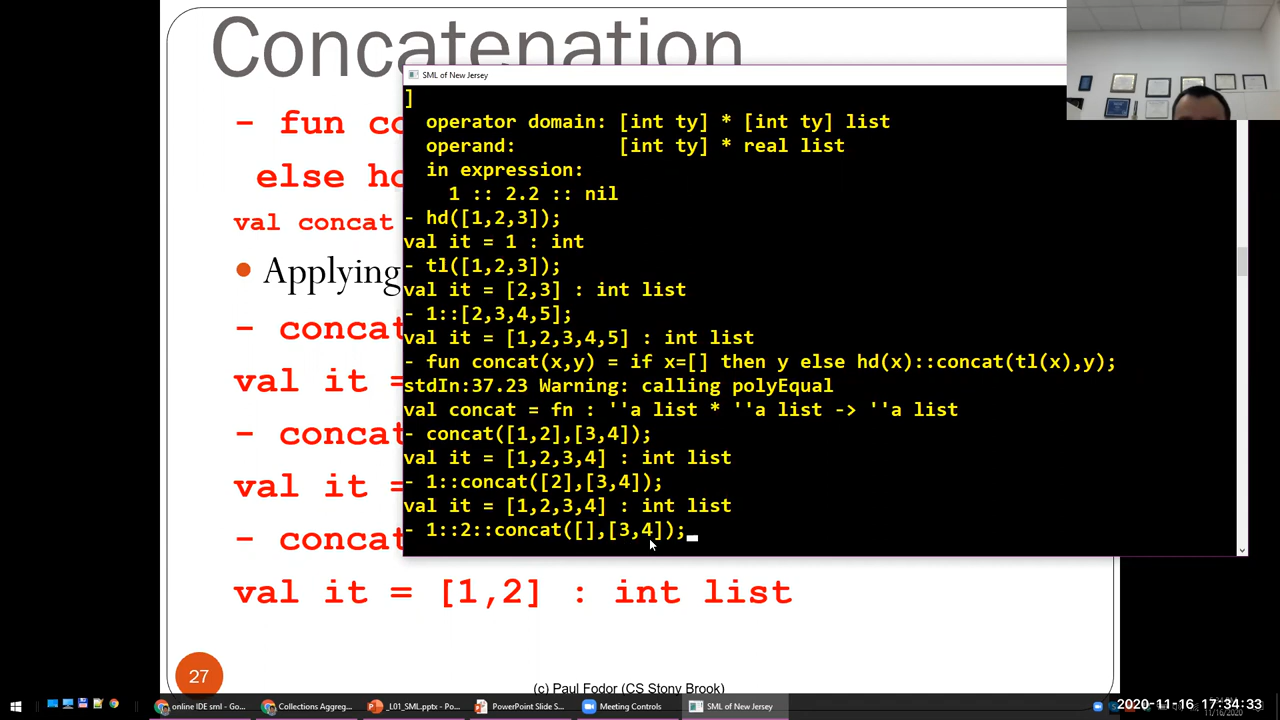 Concatenation
- fun co
else hd
val concat
• Applying
- concat
val it =
- concat
val it =
- concat
val it = [1,2] : int list
27
(c) Paul Fodor (CS Stony Brook)
SML of New Jersey
]
operator domain: [int ty] * [int ty] list
operand: [int ty] * real list
in expression:
1 :: 2.2 :: nil
- hd([1,2,3]);
val it = 1 : int
- tl([1,2,3]);
val it = [2,3] : int list
- 1::[2,3,4,5];
val it = [1,2,3,4,5] : int list
- fun concat(x,y) = if x=[] then y else hd(x)::concat(tl(x),y);
stdIn:37.23 Warning: calling polyEqual
val concat = fn : ''a list * ''a list -> ''a list
- concat([1,2],[3,4]);
val it = [1,2,3,4] : int list
- 1::concat([2],[3,4]);
val it = [1,2,3,4] : int list
- 1::2::concat([],[3,4]);
online IDE sml - Go...
Collections Aggreg...
_L01_SML.pptx - Po...
PowerPoint Slide S...
Meeting Controls
SML of New Jersey
2020-11-16 17:34:33